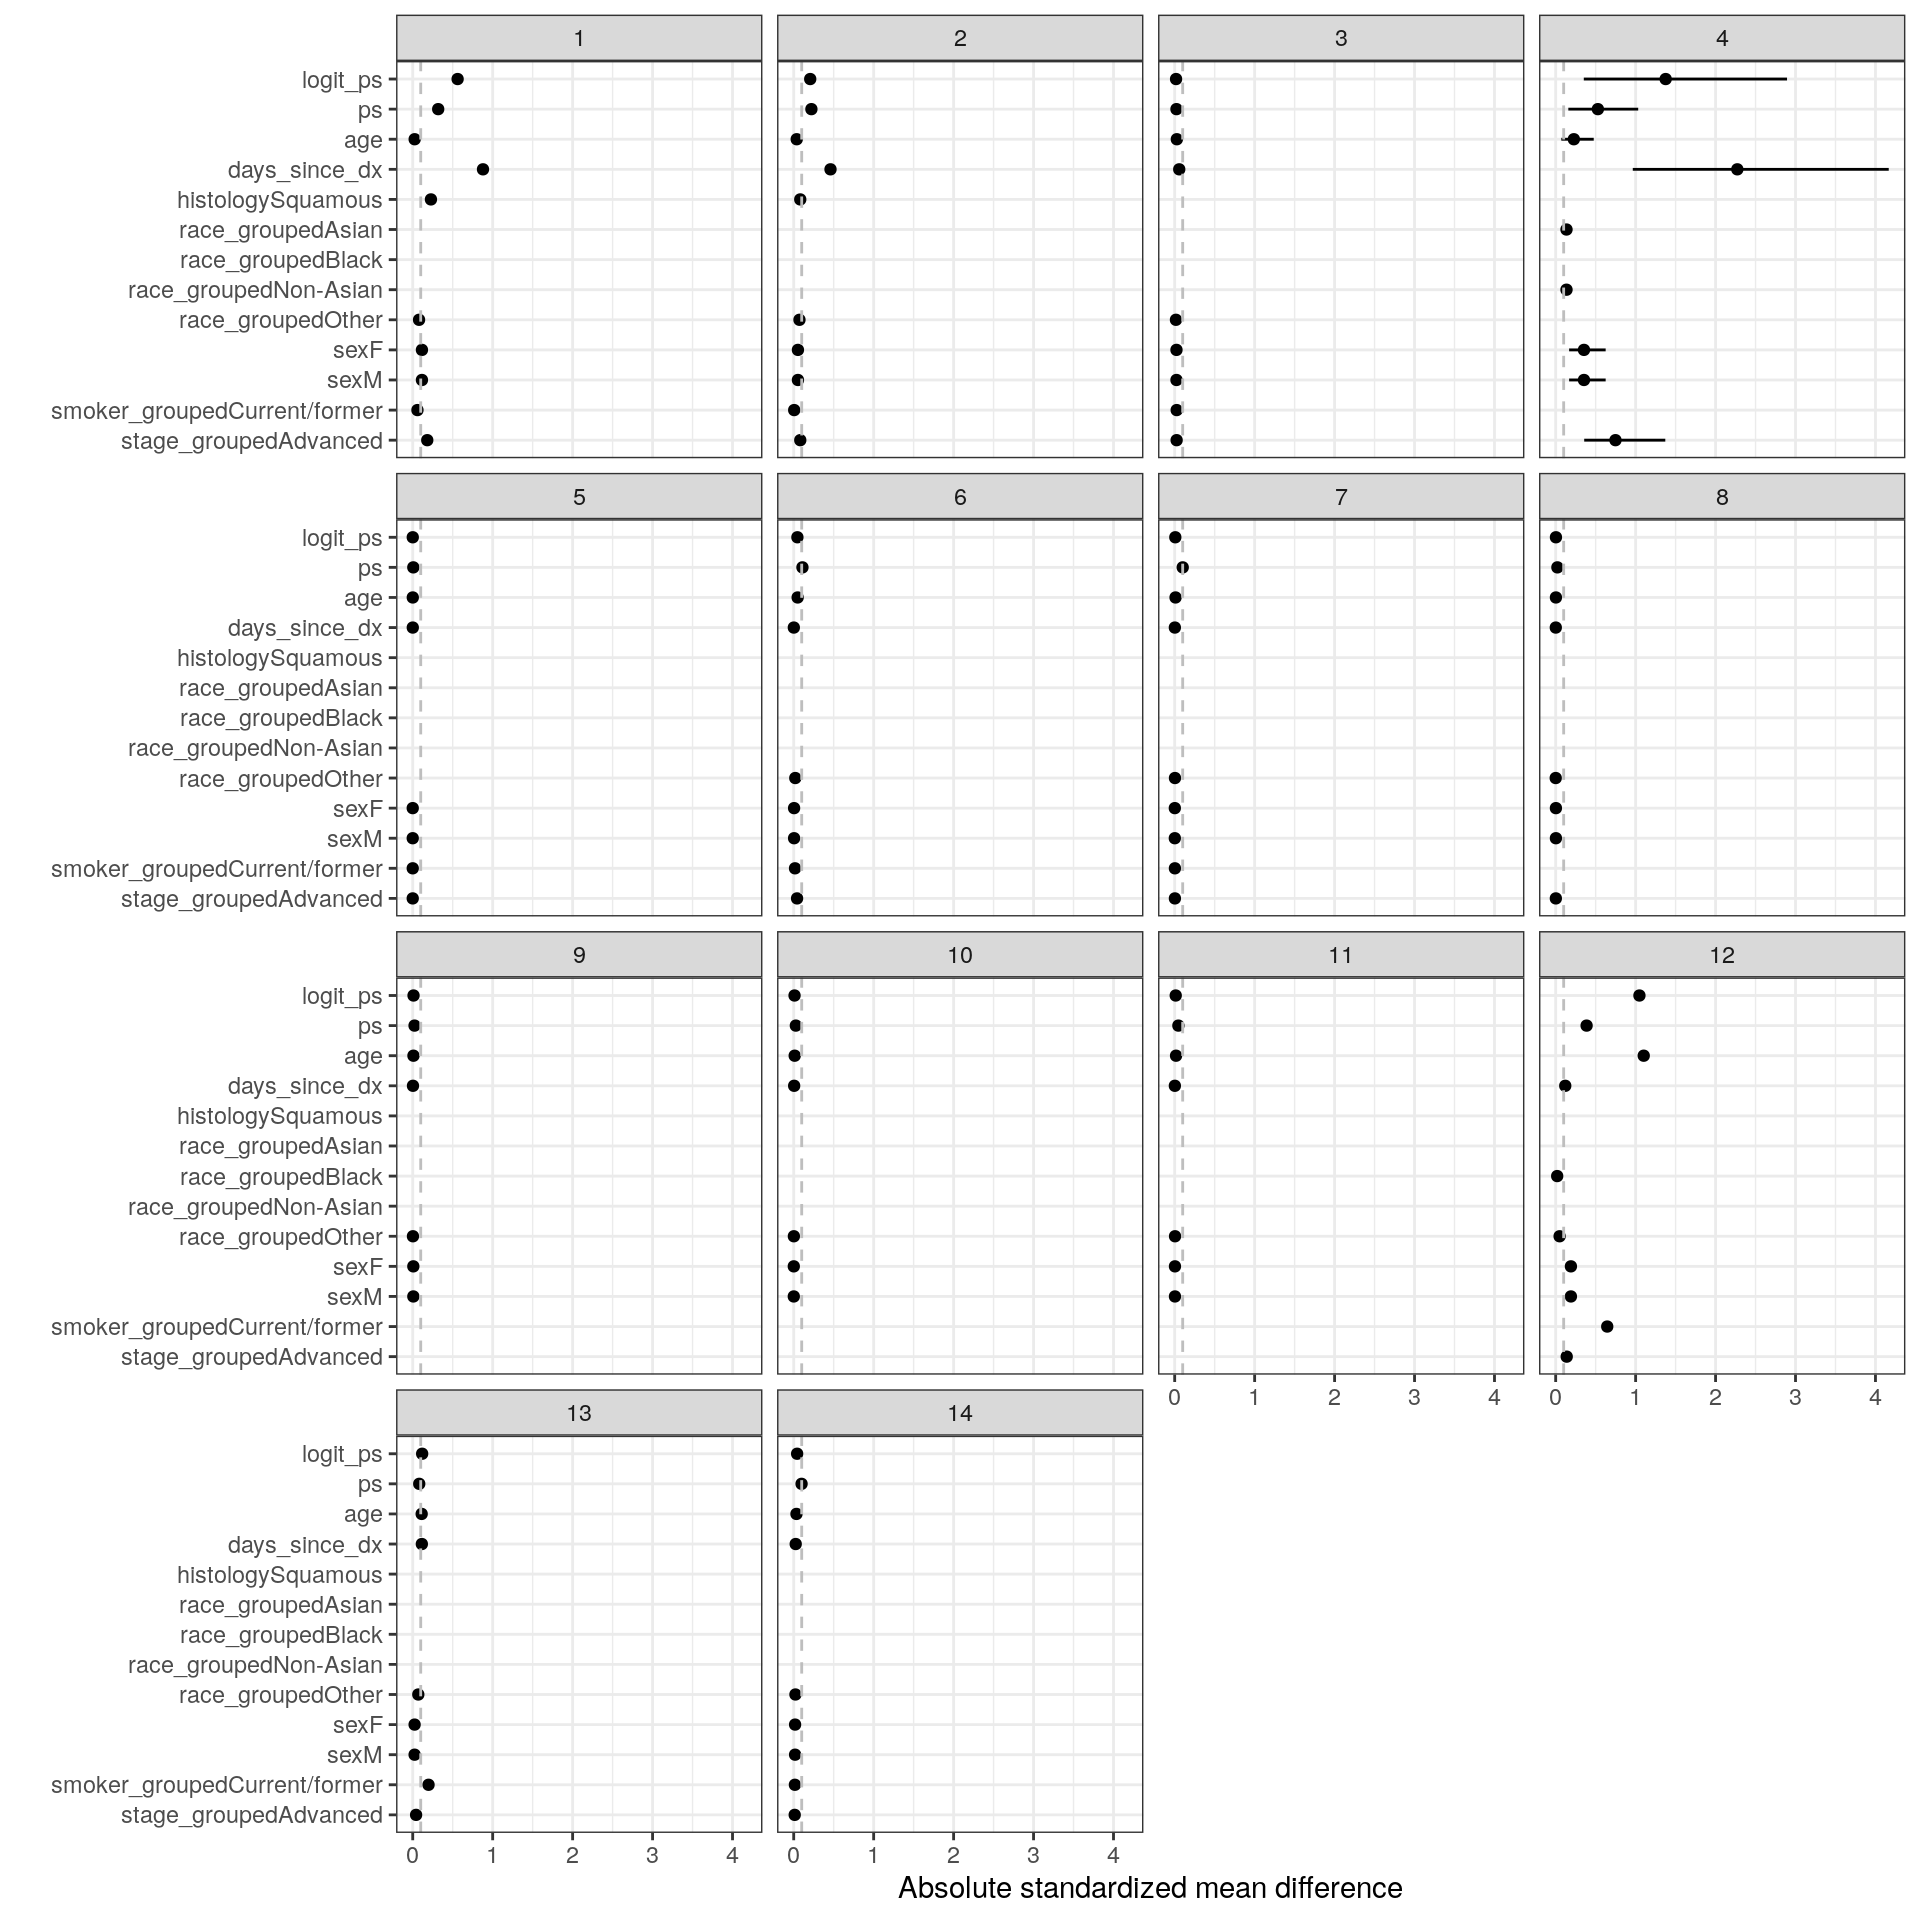 1 2 3 4
logit_ps
ps
age
days_since_dx
histologySquamous
race_groupedAsian
race_groupedBlack
race_groupedNon-Asian
race_groupedOther
sexF
sexM
smoker_groupedCurrent/former
stage_groupedAdvanced
5 6 7 8
logit_ps
ps
age
days_since_dx
histologySquamous
race_groupedAsian
race_groupedBlack
race_groupedNon-Asian
race_groupedOther
sexF
sexM
smoker_groupedCurrent/former
stage_groupedAdvanced
9 10 11 12
logit_ps
ps
age
days_since_dx
histologySquamous
race_groupedAsian
race_groupedBlack
race_groupedNon-Asian
race_groupedOther
sexF
sexM
smoker_groupedCurrent/former
stage_groupedAdvanced
0 1 2 3 4 0 1 2 3 4
13 14
logit_ps
ps
age
days_since_dx
histologySquamous
race_groupedAsian
race_groupedBlack
race_groupedNon-Asian
race_groupedOther
sexF
sexM
smoker_groupedCurrent/former
stage_groupedAdvanced
0 1 2 3 4 0 1 2 3 4
Absolute standardized mean difference